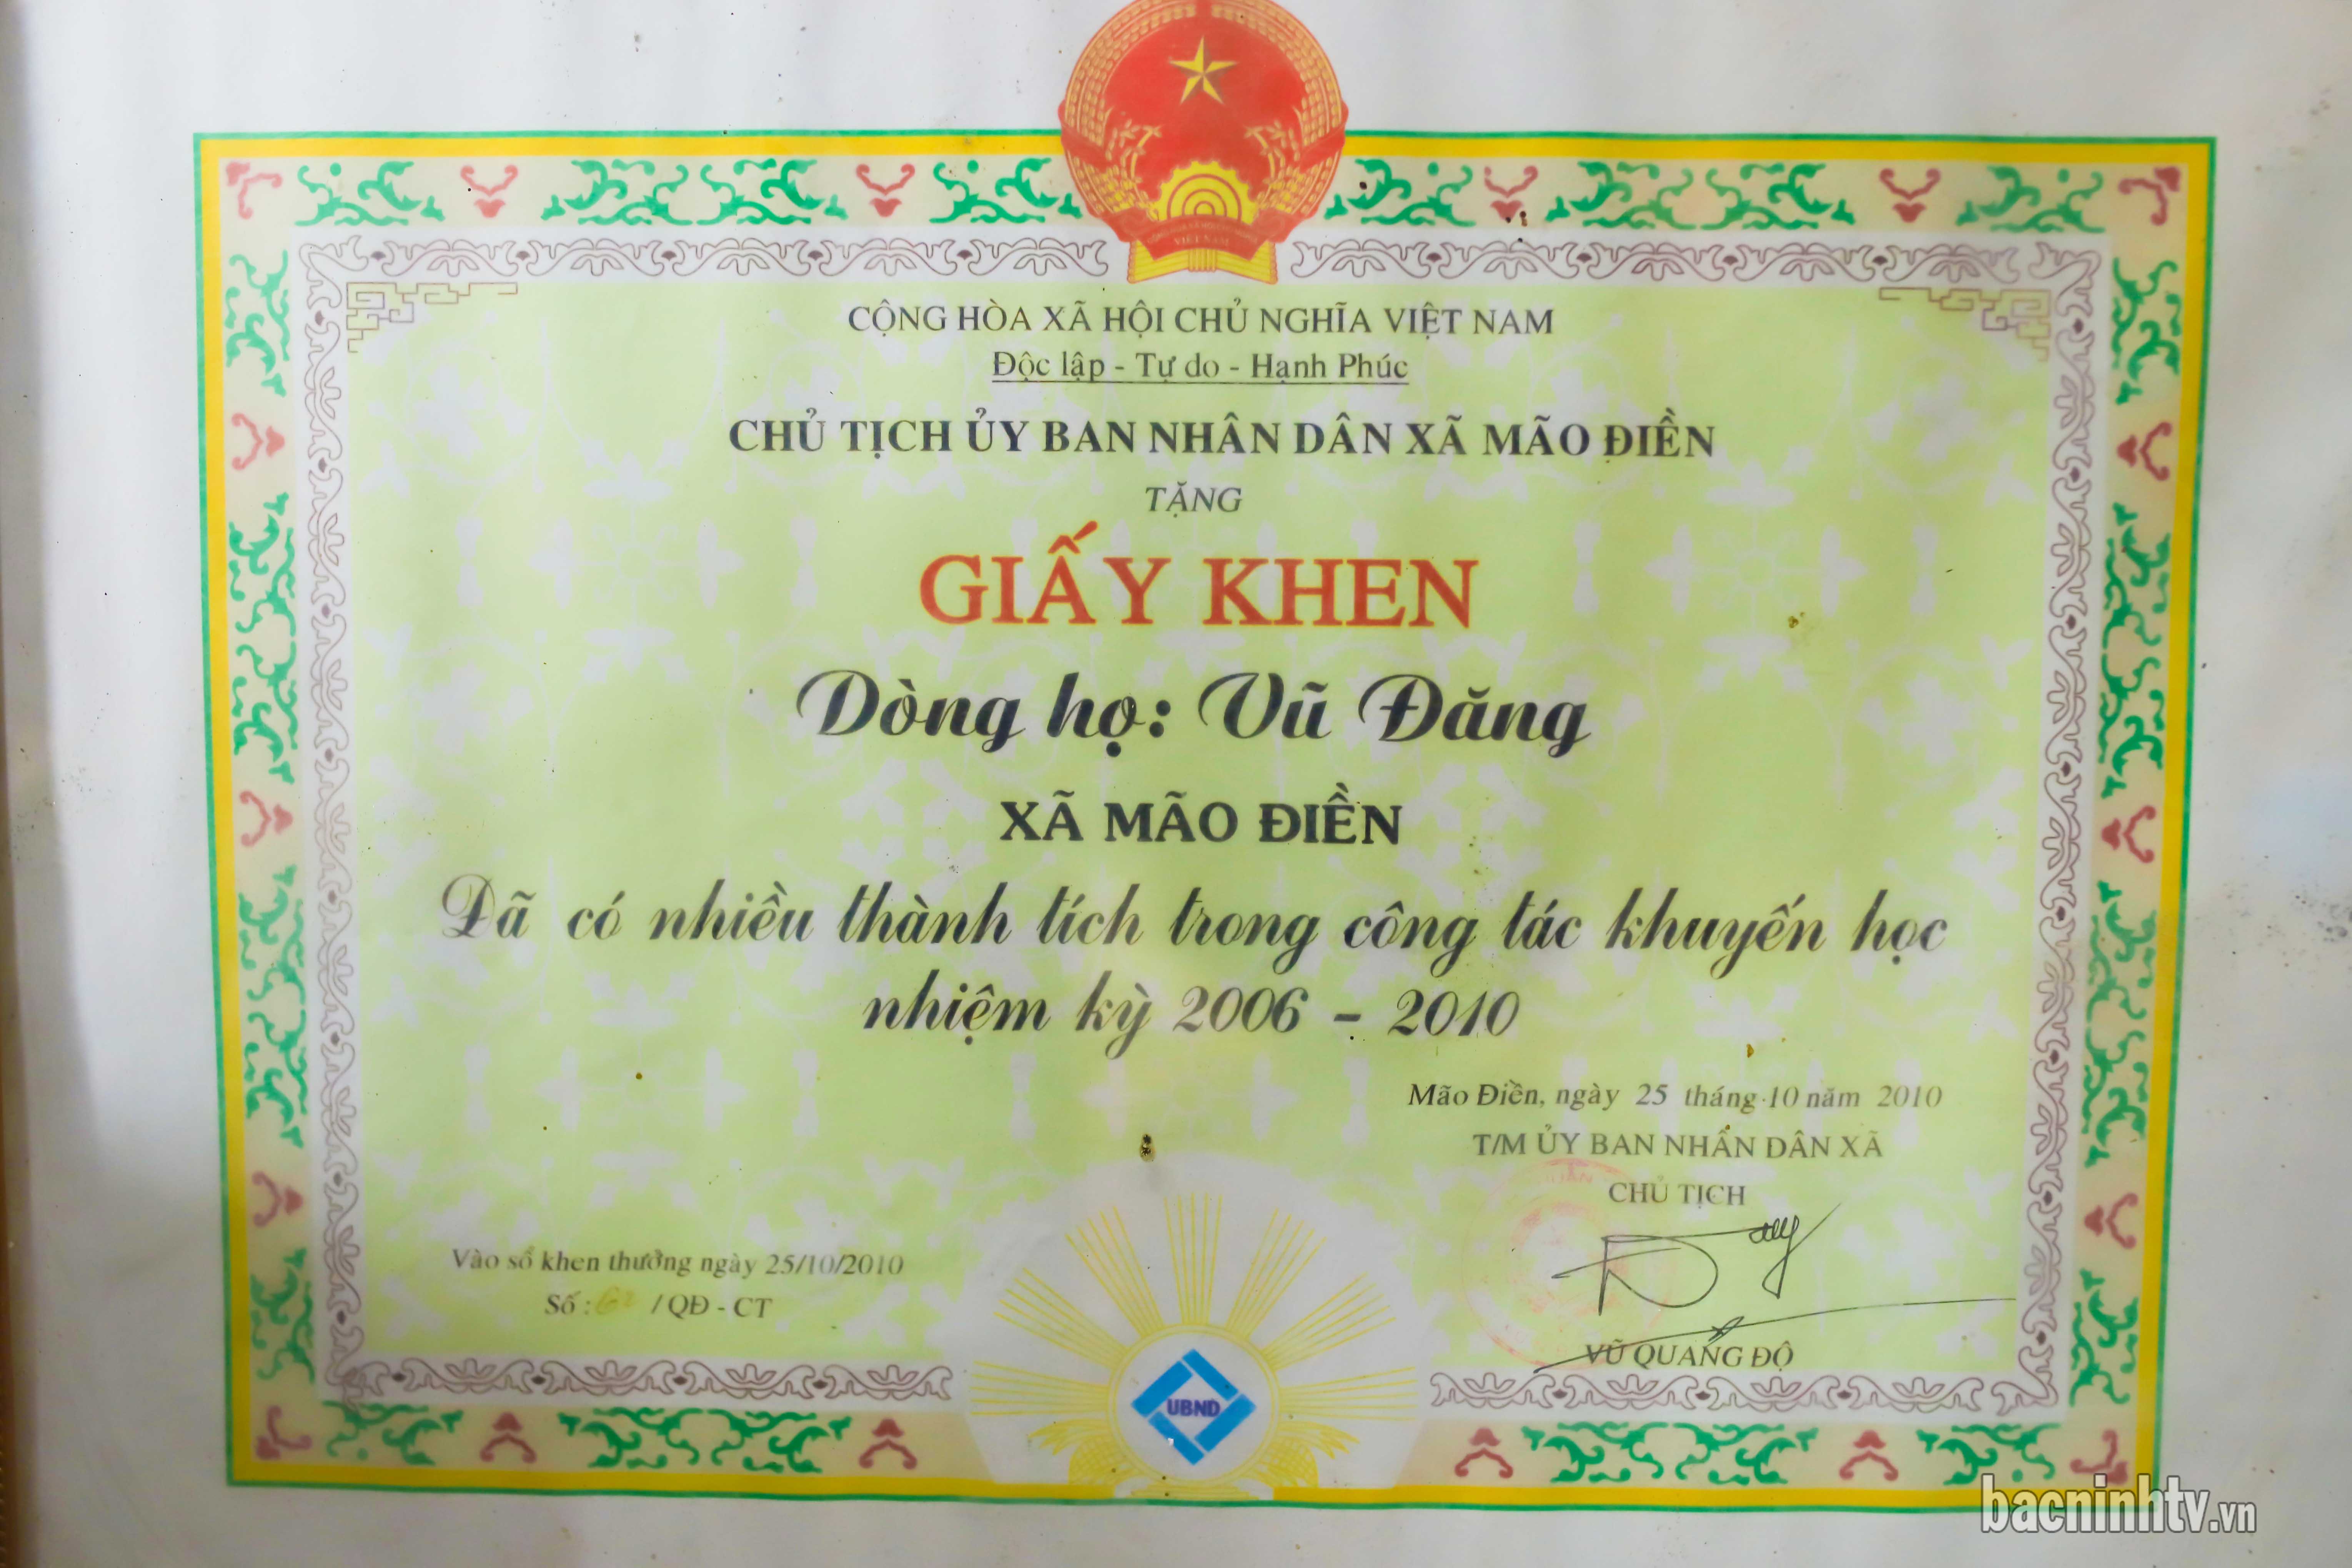 VIỆT NAM
CỘNG HÒA XÃ HỘI CHỦ NGHĨA VIỆT NAM
Độc lập - Tự do - Hạnh Phúc
CHỦ TỊCH ỦY BAN NHÂN DÂN XÃ MÃO ĐIỀN
TẶNG
GIẤY KHEN
Dòng họ: Vũ Đăng
XÃ MÃO ĐIỀN
Đã có nhiều thành tích trong công tác khuyến học
nhiệm kỳ 2006 - 2010
Mão Điền, ngày 25 tháng 10 năm 2010
T/M ỦY BAN NHÂN DÂN XÃ
CHỦ TỊCH
Vào sổ khen thưởng ngày 25/10/2010
Số: /QĐ - CT
VŨ QUANG ĐỘ
UBND
bacninhtv.vn